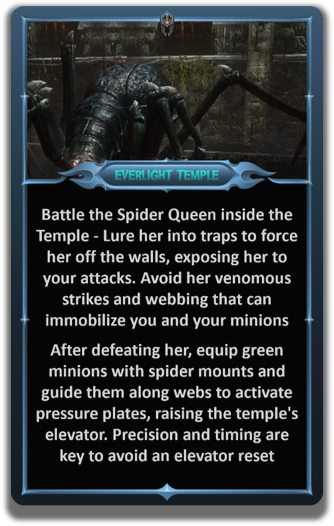 EVERLIGHT TEMPLE
Battle the Spider Queen inside the
Temple - Lure her into traps to force
her off the walls, exposing her to
your attacks. Avoid her venomous
strikes and webbing that can
immobilize you and your minions
After defeating her, equip green
minions with spider mounts and
guide them along webs to activate
pressure plates, raising the temple's
elevator. Precision and timing are
key to avoid an elevator reset